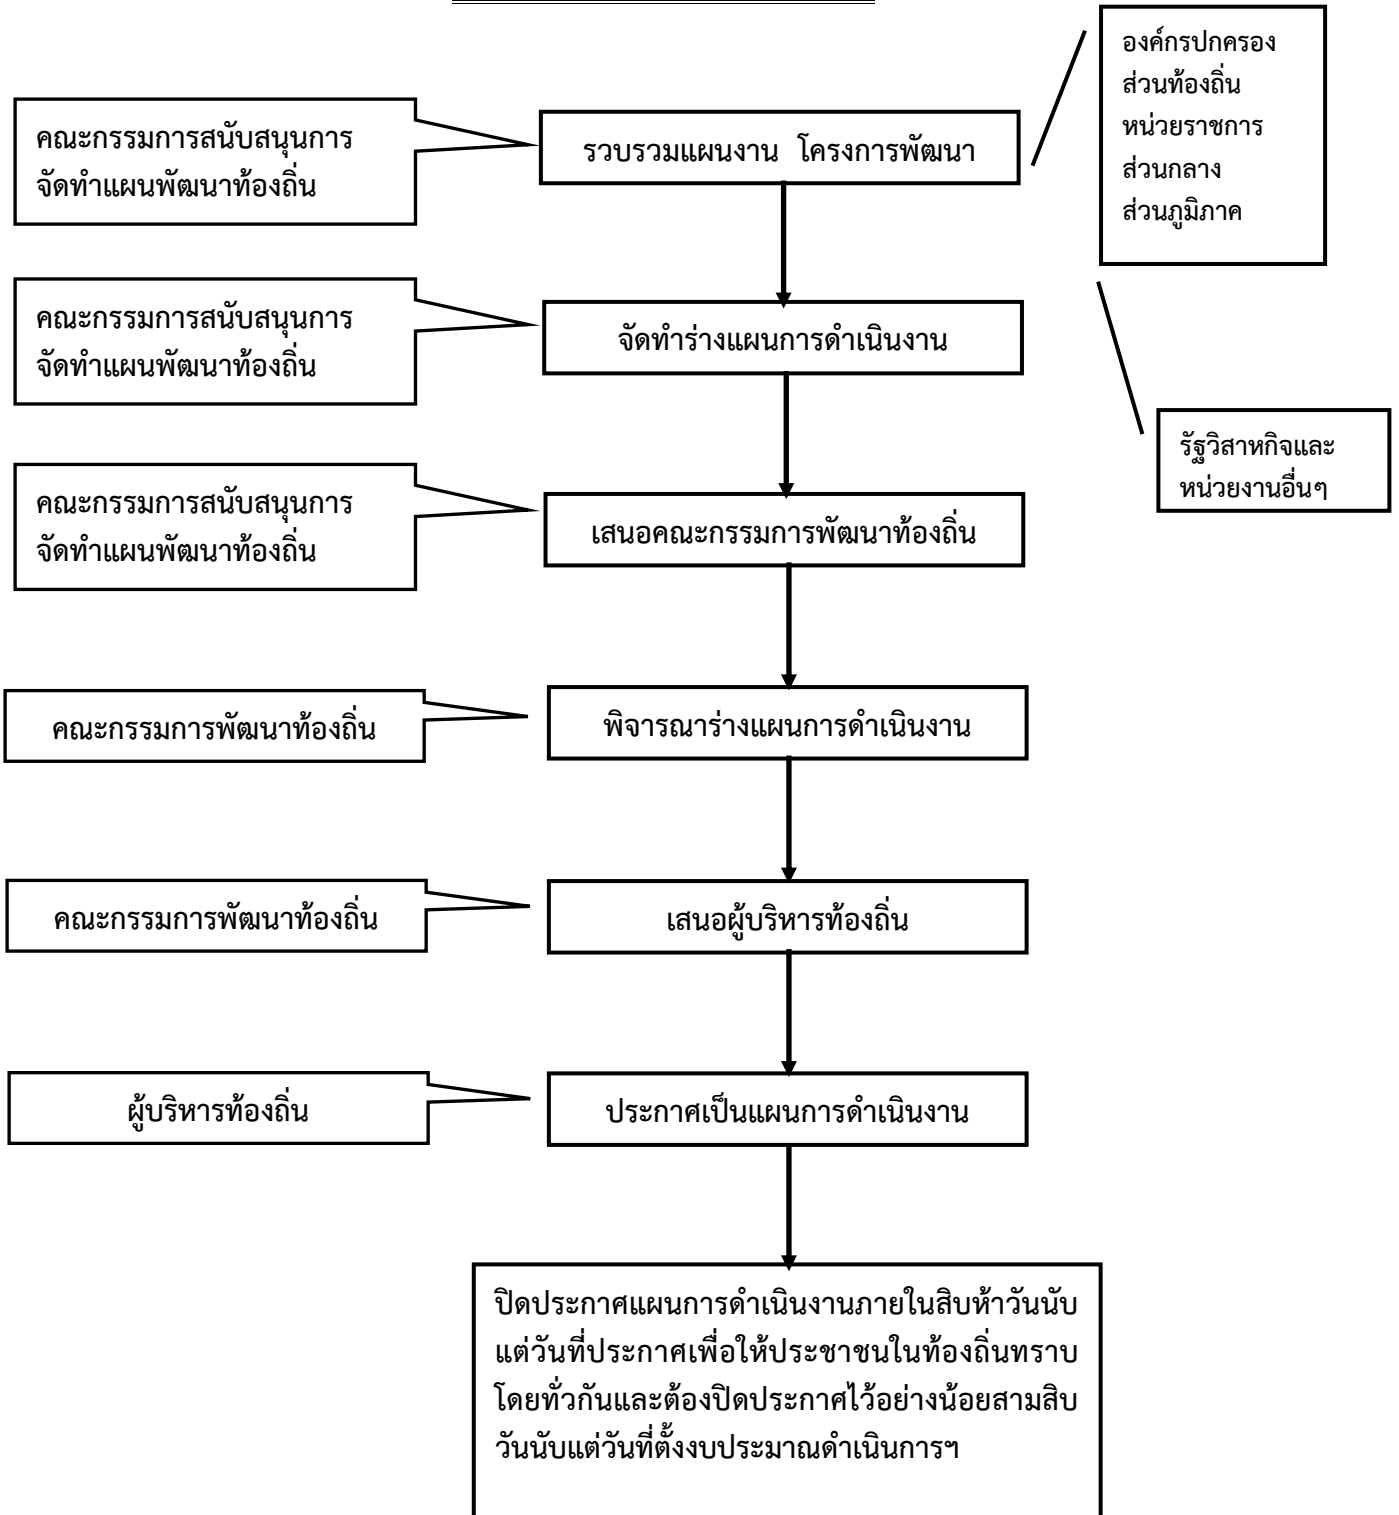 องค์กรปกครอง
ส่วนท้องถิ่น
หน่วยราชการ
ส่วนกลาง
ส่วนภูมิภาค
คณะกรรมการสนับสนุนการ
จัดทำแผนพัฒนาท้องถิ่น
รวบรวมแผนงาน โครงการพัฒนา
คณะกรรมการสนับสนุนการ
จัดทำแผนพัฒนาท้องถิ่น
จัดทำร่างแผนการดำเนินงาน
รัฐวิสาหกิจและ
หน่วยงานอื่นๆ
คณะกรรมการสนับสนุนการ
จัดทำแผนพัฒนาท้องถิ่น
เสนอคณะกรรมการพัฒนาท้องถิ่น
คณะกรรมการพัฒนาท้องถิ่น
พิจารณาร่างแผนการดำเนินงาน
คณะกรรมการพัฒนาท้องถิ่น
เสนอผู้บริหารท้องถิ่น
ผู้บริหารท้องถิ่น
ประกาศเป็นแผนการดำเนินงาน
ปิดประกาศแผนการดำเนินงานภายในสิบห้าวันนับ
แต่วันที่ประกาศเพื่อให้ประชาชนในท้องถิ่นทราบ
โดยทั่วกันและต้องปิดประกาศไว้อย่างน้อยสามสิบ
วันนับแต่วันที่ตั้งงบประมาณดำเนินการฯ